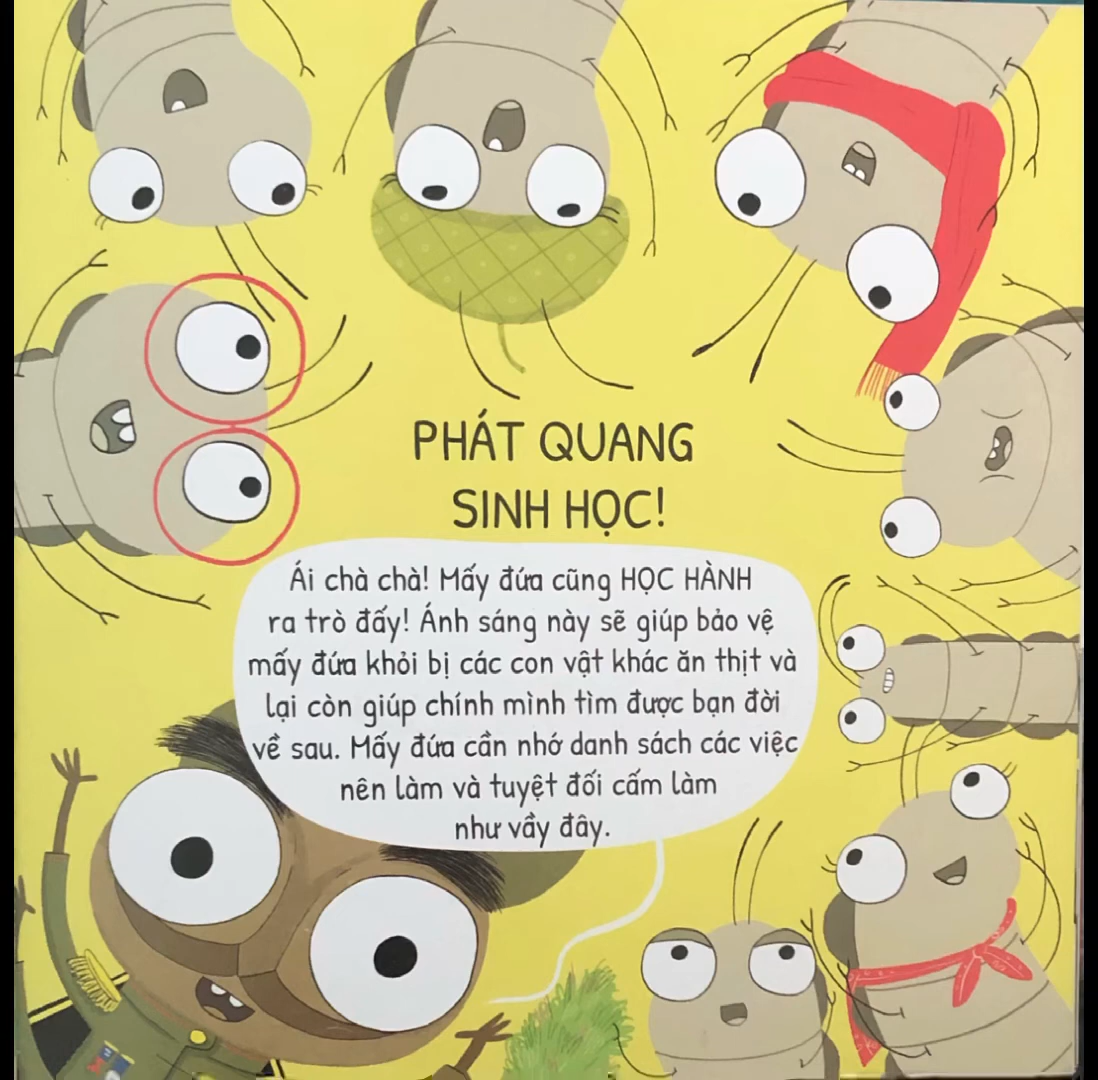 PHÁT QUANG
SINH HỌC!
Ái chà chà! Mấy đứa cũng HỌC HÀNH
ra trò đấy! Ánh sáng này sẽ giúp bảo vệ
mấy đứa khỏi bị các con vật khác ăn thịt và
lại còn giúp chính mình tìm được bạn đời
về sau. Mấy đứa cần nhớ danh sách các việc
nên làm và tuyệt đối cấm làm
như vầy đây.